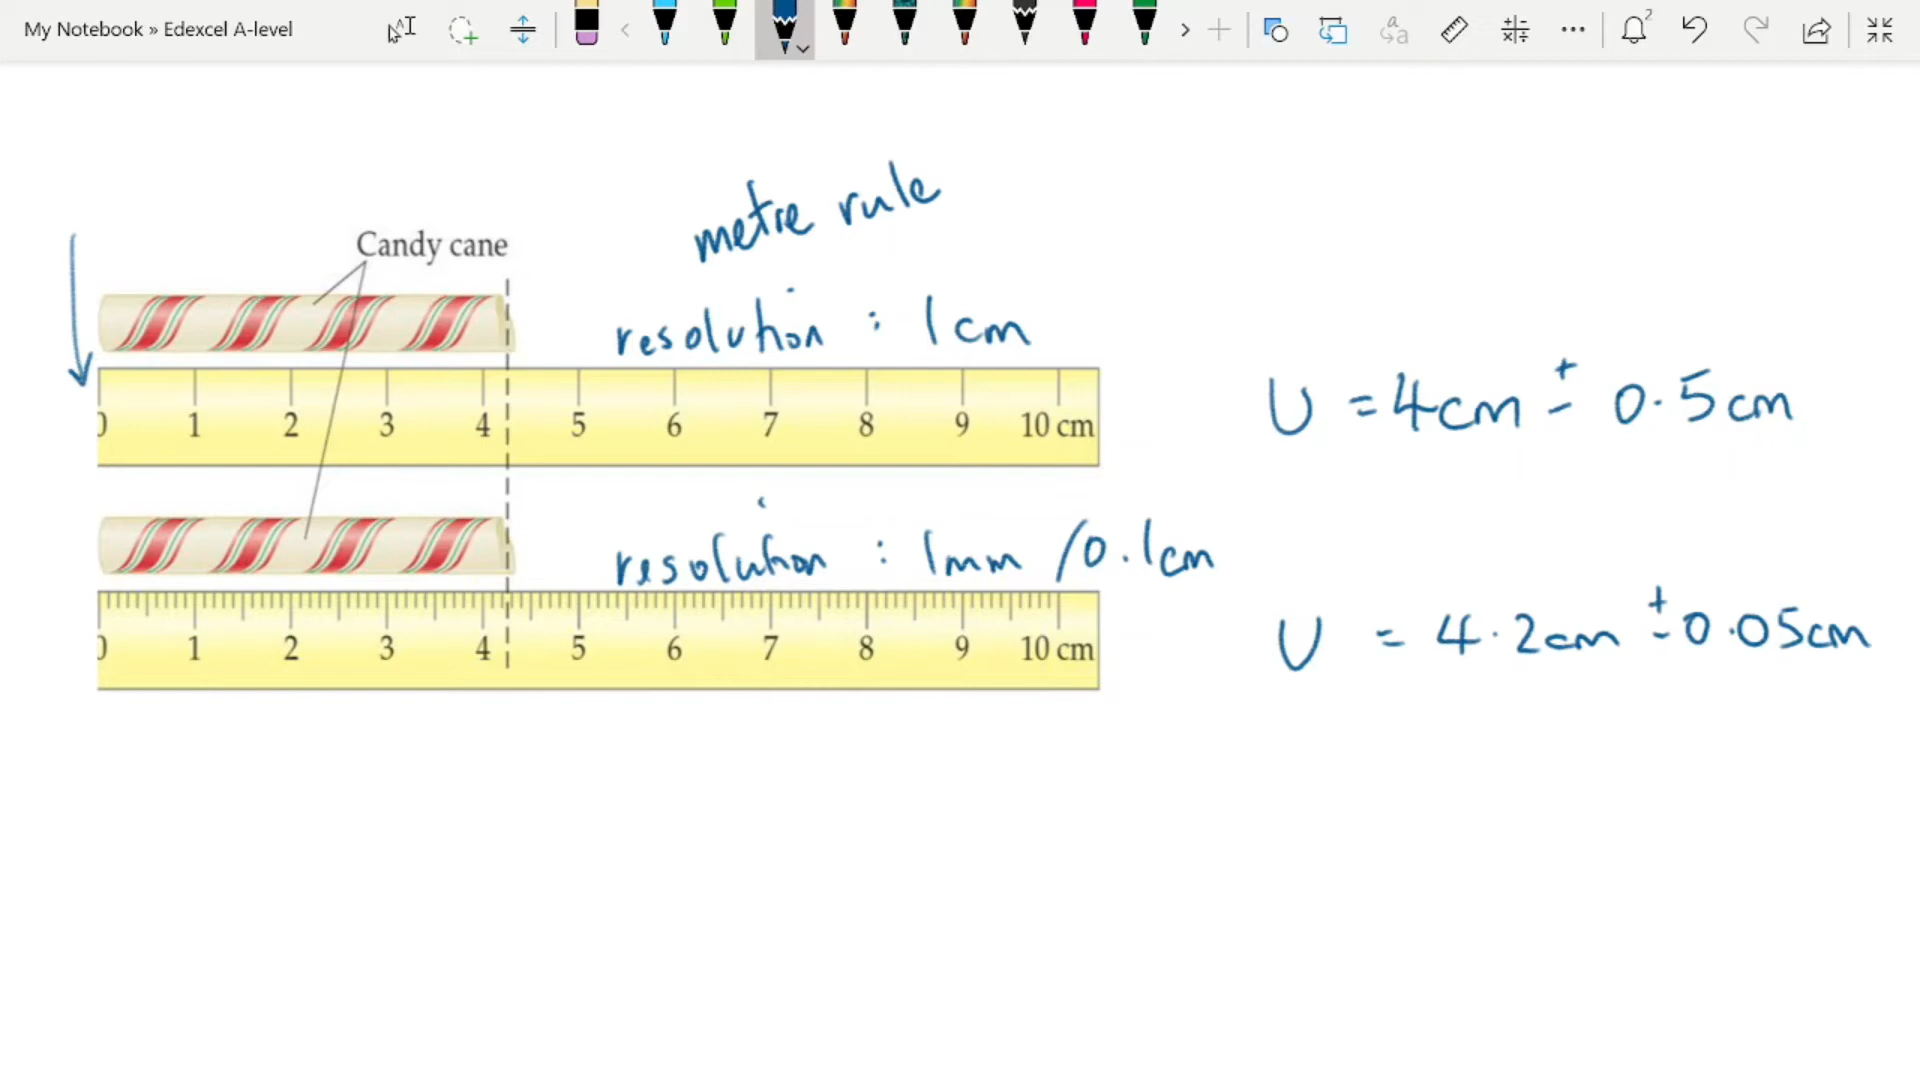 My Notebook » Edexcel A-level
2
metre rule
Candy cane
resolution : 1cm
0 1 2 3 4 5 6 7 8 9 10 cm
U = 4cm ± 0.5cm
resolution : 1mm /0.1cm
0 1 2 3 4 5 6 7 8 9 10 cm
U = 4.2cm ± 0.05cm